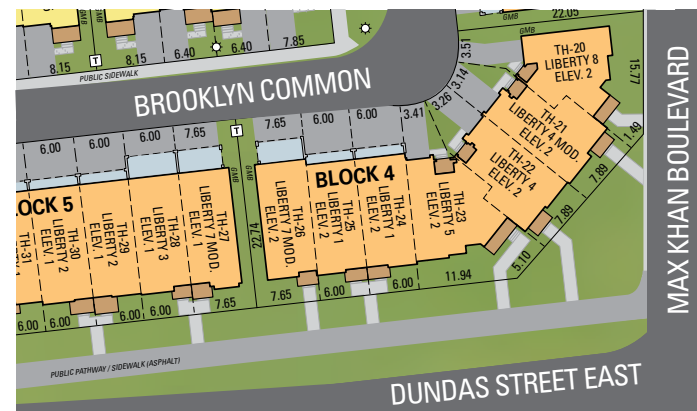 GMB
22.05
8.15
8.15
6.40
6.40
7.85
T
PUBLIC SIDEWALK
BROOKLYN COMMON
3.51
3.14
3.26
3.41
TH-20
LIBERTY 8
ELEV. 2
15.77
1.49
TH-21
LIBERTY 4 MOD.
ELEV. 2
TH-22
LIBERTY 4
ELEV. 2
7.89
7.89
MAX KHAN BOULEVARD
6.00
6.00
6.00
7.65
T
GMB
GMB
7.65
6.00
6.00
BLOCK 4
TH-23
LIBERTY 5
ELEV. 2
TH-24
LIBERTY 1
ELEV. 2
TH-25
LIBERTY 1
ELEV. 2
TH-26
LIBERTY 7 MOD.
ELEV. 2
22.74
OCK 5
TH-27
LIBERTY 7 MOD.
ELEV. 1
TH-28
LIBERTY 3
ELEV. 1
TH-29
LIBERTY 2
ELEV. 1
TH-30
LIBERTY 2
ELEV. 1
TH-31
6.00
6.00
6.00
6.00
7.65
7.65
6.00
6.00
11.94
5.10
PUBLIC PATHWAY / SIDEWALK (ASPHALT)
DUNDAS STREET EAST